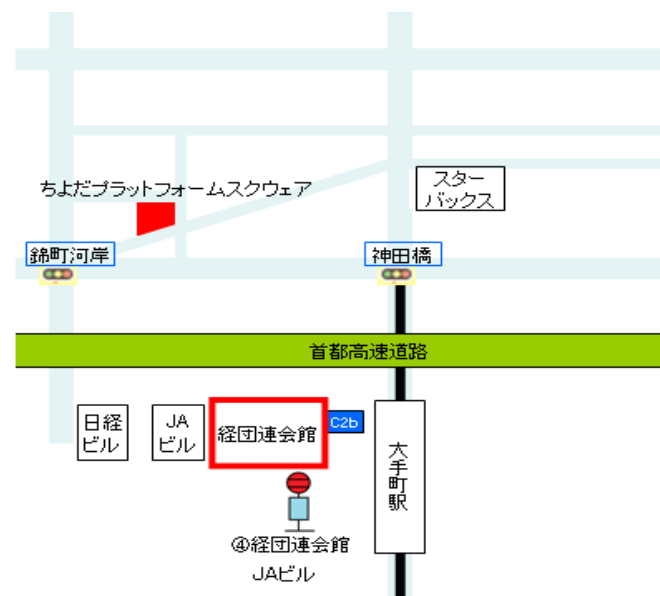 ちよだプラットフォームスクウェア
スター
バックス
錦町河岸
神田橋
首都高速道路
日経
ビル
JA
ビル
経団連会館
C2b
大手町駅
④経団連会館
JAビル